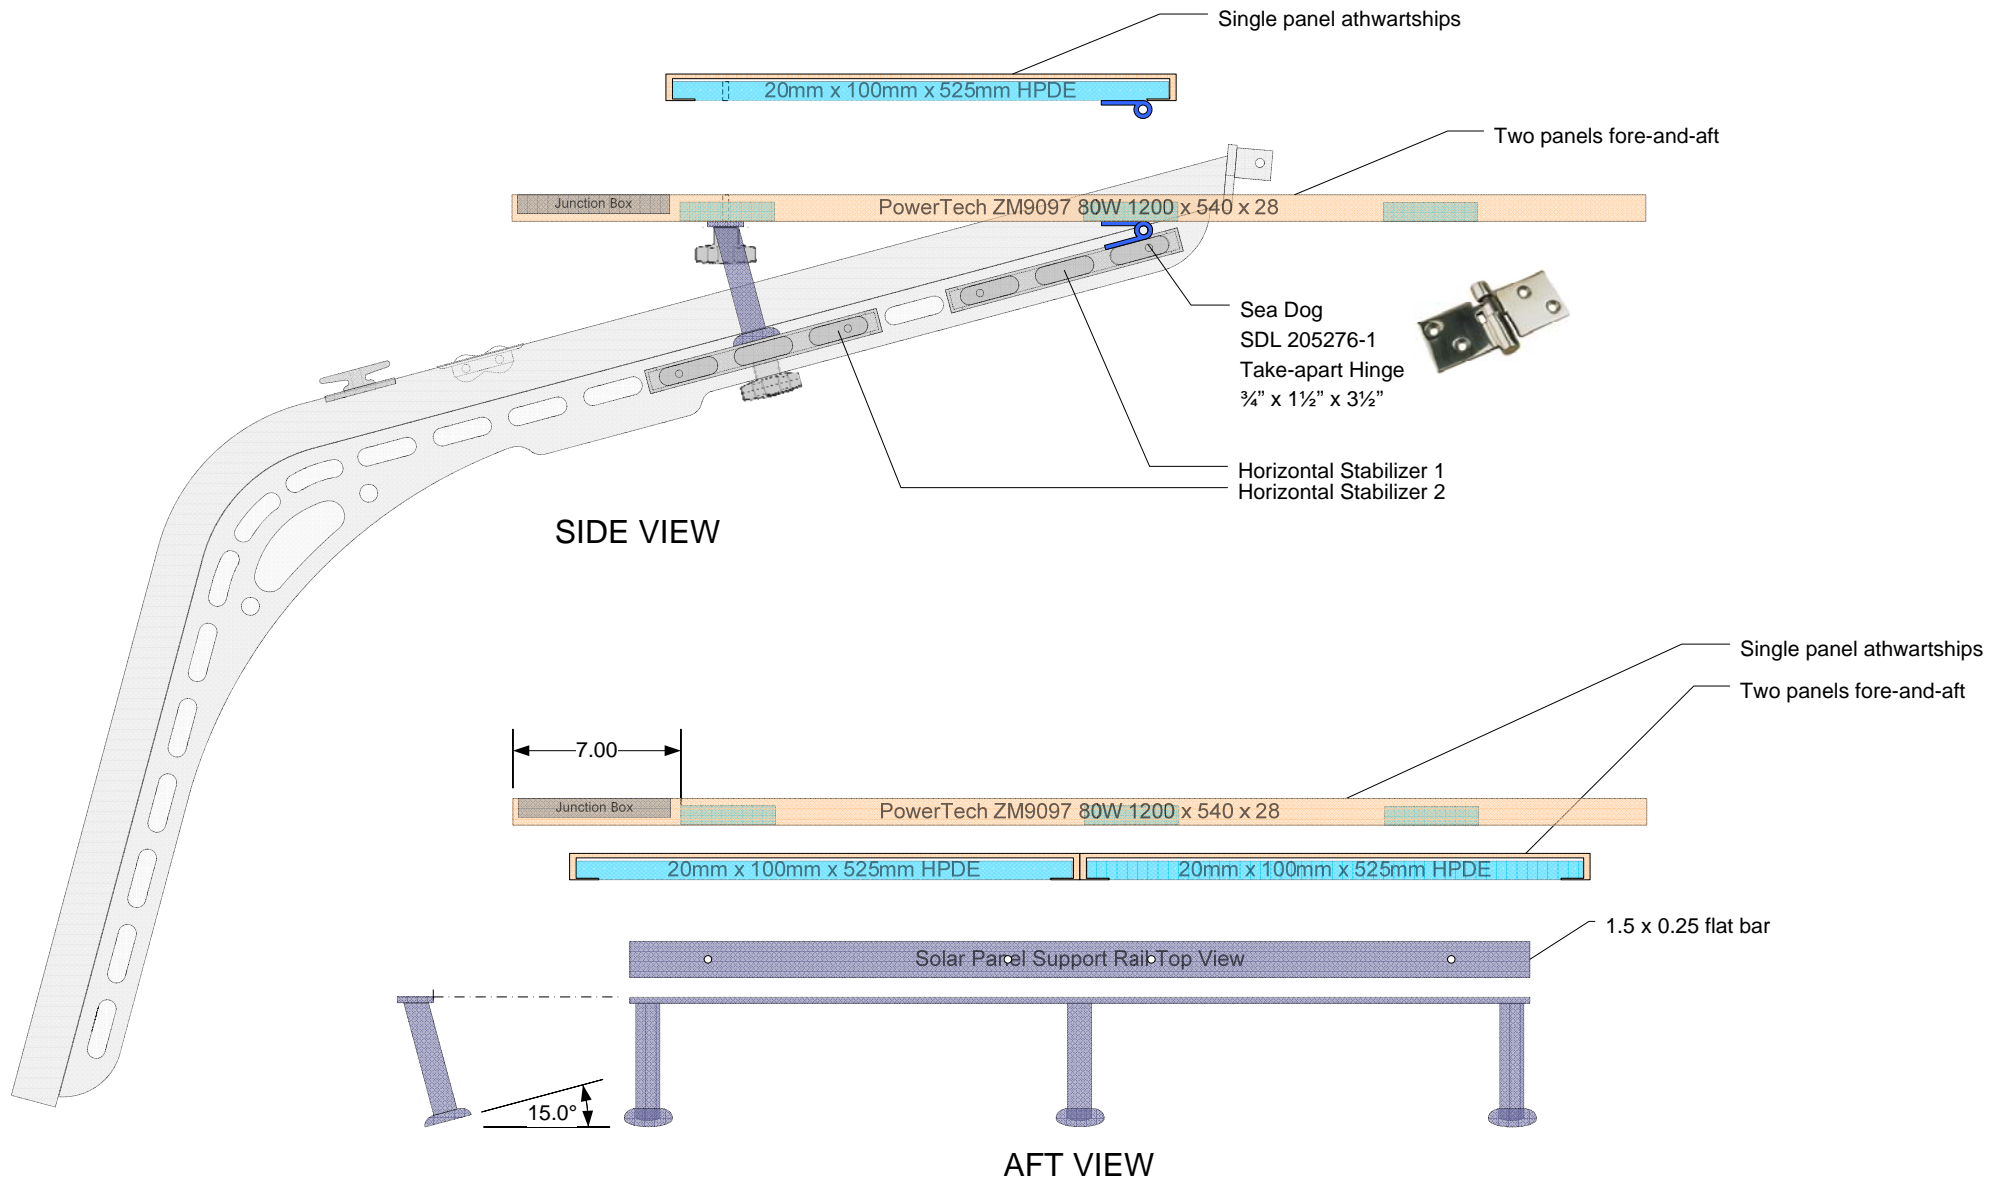 Single panel athwartships
20mm x 100mm x 525mm HPDE
Two panels fore-and-aft
Junction Box
PowerTech ZM9097 80W 1200 x 540 x 28
Sea Dog
SDL 205276-1
Take-apart Hinge
¾” x 1½” x 3½”
Horizontal Stabilizer 1
Horizontal Stabilizer 2
SIDE VIEW
Single panel athwartships
Two panels fore-and-aft
7.00
Junction Box
PowerTech ZM9097 80W 1200 x 540 x 28
20mm x 100mm x 525mm HPDE
20mm x 100mm x 525mm HPDE
1.5 x 0.25 flat bar
Solar Panel Support Rail Top View
15.0°
AFT VIEW